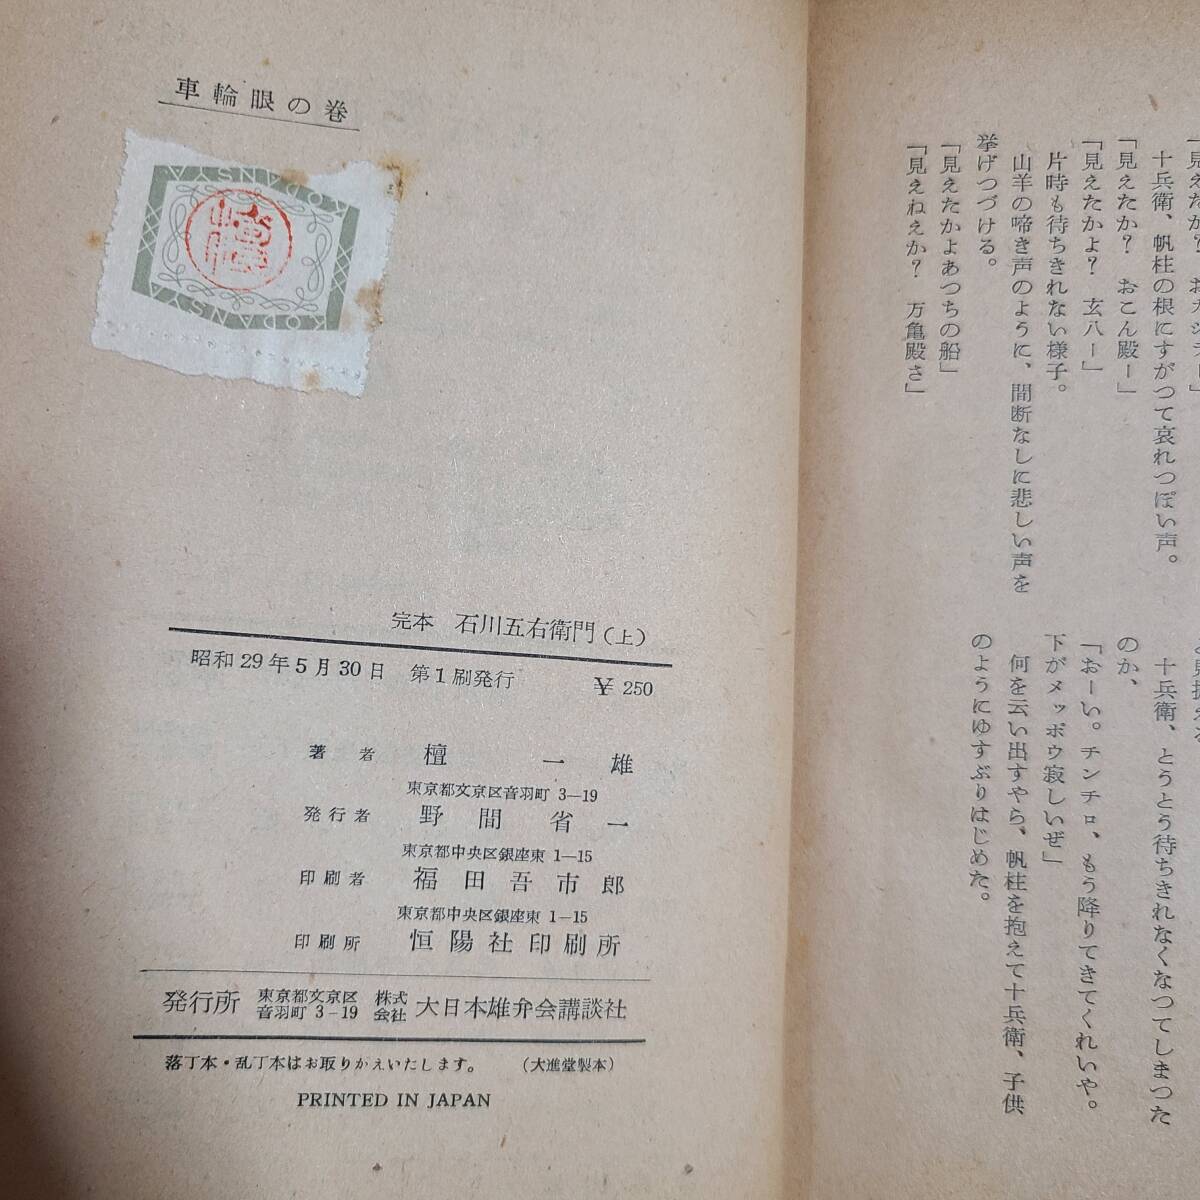 「見えたか?
十兵衛、帆柱の根にすがつて哀れつぽい声。
「見えたか? おこん殿ー」
「見えたかよ? 玄八ー」
片時も待ちきれない様子。
山羊の啼き声のように、間断なしに悲しい声を
挙げつづける。
「見えたかよあつちの船」
「見えねえか? 万亀殿さ」
十兵衛、とうとう待ちきれなくなつてしまつた
のか、
「おーい。チンチロ、もう降りてきてくれいや。
下がメッポウ寂しいぜ」
何を云い出すやら、帆柱を抱えて十兵衛、子供
のようにゆすぶりはじめた。
車輪眼の巻
KODANSYA
KODANSYA
完本 石川五右衛門(上)
昭和29年5月30日 第1刷発行 ¥250
著者 檀一雄
東京都文京区音羽町 3—19
発行者 野間省一
東京都中央区銀座東 1—15
印刷者 福田吾市郎
東京都中央区銀座東 1—15
印刷所 恒陽社印刷所
発行所 東京都文京区音羽町 3-19 株式会社 大日本雄弁会講談社
落丁本・乱丁本はお取りかえいたします。 (大進堂製本)
PRINTED IN JAPAN